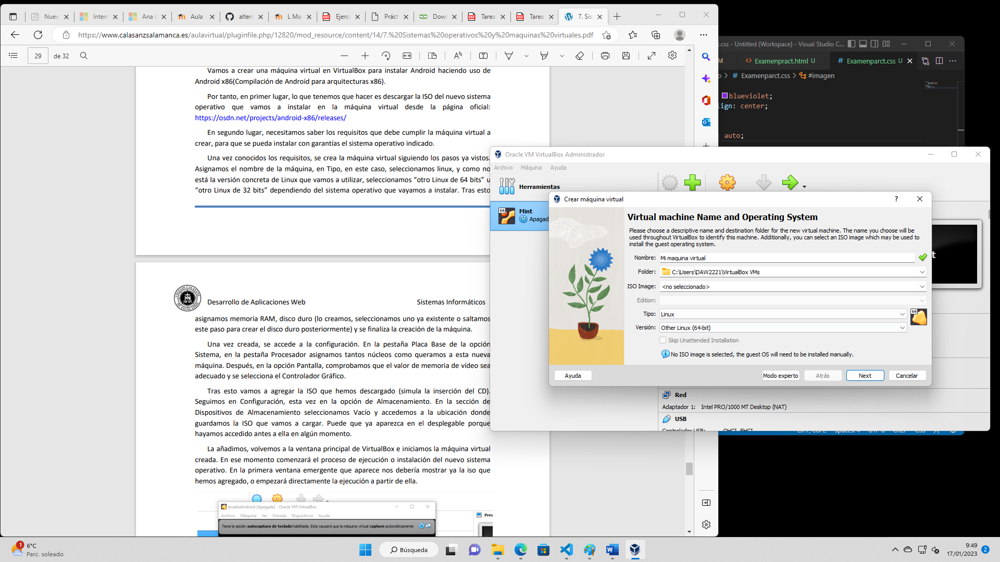 Nuev
Inten
Ana
Aula
altern
L Ma
Ejerci
Práct
Down
Tarea
Tarea
7. Sis
https://www.calasanzsalamanca.es/aulavirtual/pluginfile.php/12820/mod_resource/content/14/7.%20Sistemas%20operativos%20y%20maquinas%20virtuales.pdf
29 de 32
Vamos a crear una máquina virtual en VirtualBox para instalar Android haciendo uso de
Android x86(Compilación de Android para arquitecturas x86).
Por tanto, en primer lugar, lo que tenemos que hacer es descargar la ISO del nuevo sistema
operativo que vamos a instalar en la máquina virtual desde la página oficial:
https://osdn.net/projects/android-x86/releases/
En segundo lugar, necesitamos saber los requisitos que debe cumplir la máquina virtual a
crear, para que se pueda instalar con garantías el sistema operativo indicado.
Una vez conocidos los requisitos, se crea la máquina virtual siguiendo los pasos ya vistos.
Asignamos el nombre de la máquina, en Tipo, en este caso, seleccionamos linux, y como no
está la versión concreta de Linux que vamos a utilizar, seleccionamos “otro Linux de 64 bits” u
“otro Linux de 32 bits” dependiendo del sistema operativo que vayamos a instalar. Tras esto
Desarrollo de Aplicaciones Web Sistemas Informáticos
asignamos memoria RAM, disco duro (lo creamos, seleccionamos uno ya existente o saltamos
este paso para crear el disco duro posteriormente) y se finaliza la creación de la máquina.
Una vez creada, se accede a la configuración. En la pestaña Placa Base de la opción
Sistema, en la pestaña Procesador asignamos tantos núcleos como queramos a esta nueva
máquina. Después, en la opción Pantalla, comprobamos que el valor de memoria de vídeo sea
adecuado y se selecciona el Controlador Gráfico.
Tras esto vamos a agregar la ISO que hemos descargado (simula la inserción del CD).
Seguimos en Configuración, esta vez en la opción de Almacenamiento. En la sección de
Dispositivos de Almacenamiento seleccionamos Vacío y accedemos a la ubicación donde
guardamos la ISO que vamos a cargar. Puede que ya aparezca en el desplegable porque
hayamos accedido antes a ella en algún momento.
La añadimos, volvemos a la ventana principal de VirtualBox e iniciamos la máquina virtual
creada. En ese momento comenzará el proceso de ejecución o instalación del nuevo sistema
operativo. En la primera ventana emergente que aparece nos debería mostrar ya la iso que
hemos agregado, o empezará directamente la ejecución a partir de ella.
pruebaAndroid [Apagada] - Oracle VM VirtualBox
Archivo Máquina Ver Entrada Dispositivos Ayuda
Tiene la opción autocaptura de teclado habilitada. Esto causará que la máquina virtual capture automáticamente
Prev
t.css - Untitled (Workspace) - Visual Studio C...
M
Examenpract.html U
# Examenparct.css U
o > # Examenparct.css > #imagen
blueviolet;
lign: center;
: auto;
Oracle VM VirtualBox Administrador
Archivo Máquina Ayuda
Herramientas
64
Mint
Apagad
t
Crear máquina virtual
Virtual machine Name and Operating System
Please choose a descriptive name and destination folder for the new virtual machine. The name you choose will be
used throughout VirtualBox to identify this machine. Additionally, you can select an ISO image which may be used to
install the guest operating system.
Nombre: Mi maquina virtual
Folder: C:\Users\DAW2221\VirtualBox VMs
ISO Image: <no seleccionado>
Edition:
Tipo: Linux
64
Versión: Other Linux (64-bit)
Skip Unattended Installation
No ISO image is selected, the guest OS will need to be installed manually.
Ayuda Modo experto Atrás Next Cancelar
Red
Adaptador 1: Intel PRO/1000 MT Desktop (NAT)
USB
Controlador USB: OHCI, EHCI
1
6°C
Parc. soleado
Búsqueda
9:49
17/01/2023
2